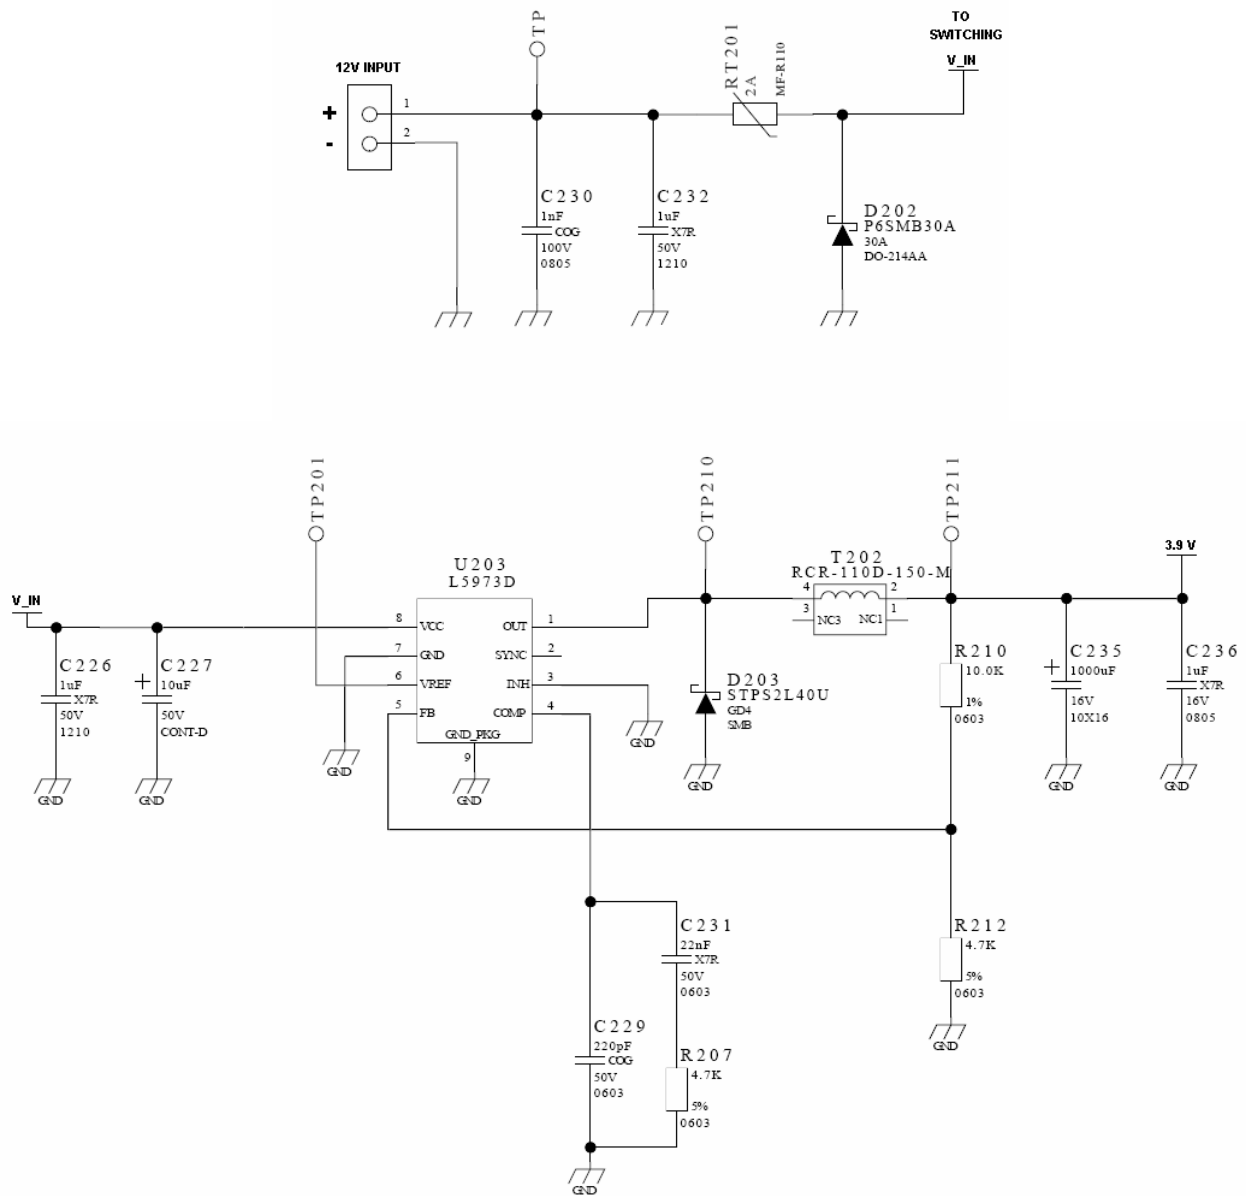 TP
TO
SWITCHING
V_IN
RT201
2A
MF-R110
12V INPUT
+
1
-
2
C230
1nF
COG
100V
0805
C232
1uF
X7R
50V
1210
D202
P6SMB30A
30A
DO-214AA
TP201
TP210
TP211
3.9 V
U203
L5973D
T202
RCR-110D-150-M
4
2
3
NC3
NC1
1
V_IN
8
VCC
OUT
1
7
GND
SYNC
2
6
VREF
INH
3
5
FB
COMP
4
GND_PKG
9
GND
GND
GND
GND
C226
1uF
X7R
50V
1210
GND
C227
+
10uF
50V
CONT-D
GND
D203
STPS2L40U
GD4
SMB
R210
10.0K
1%
0603
C235
+
1000uF
16V
10X16
GND
C236
1uF
X7R
16V
0805
GND
C231
22nF
X7R
50V
0603
R212
4.7K
5%
0603
GND
C229
220pF
COG
50V
0603
R207
4.7K
5%
0603
GND